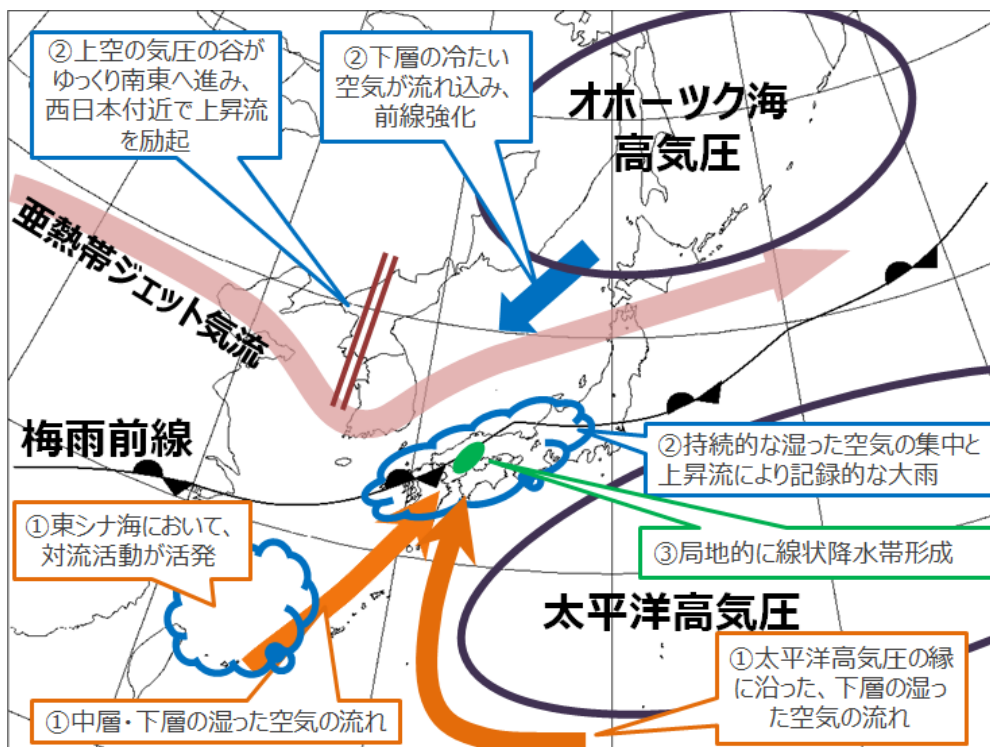 ②上空の気圧の谷が
ゆっくり南東へ進み、
西日本付近で上昇流
を励起
②下層の冷たい
空気が流れ込み、
前線強化
オホーツク海
高気圧
亜熱帯ジェット気流
梅雨前線
②持続的な湿った空気の集中と
上昇流により記録的な大雨
①東シナ海において、
対流活動が活発
③局地的に線状降水帯形成
太平洋高気圧
①太平洋高気圧の縁
に沿った、下層の湿っ
た空気の流れ
①中層・下層の湿った空気の流れ